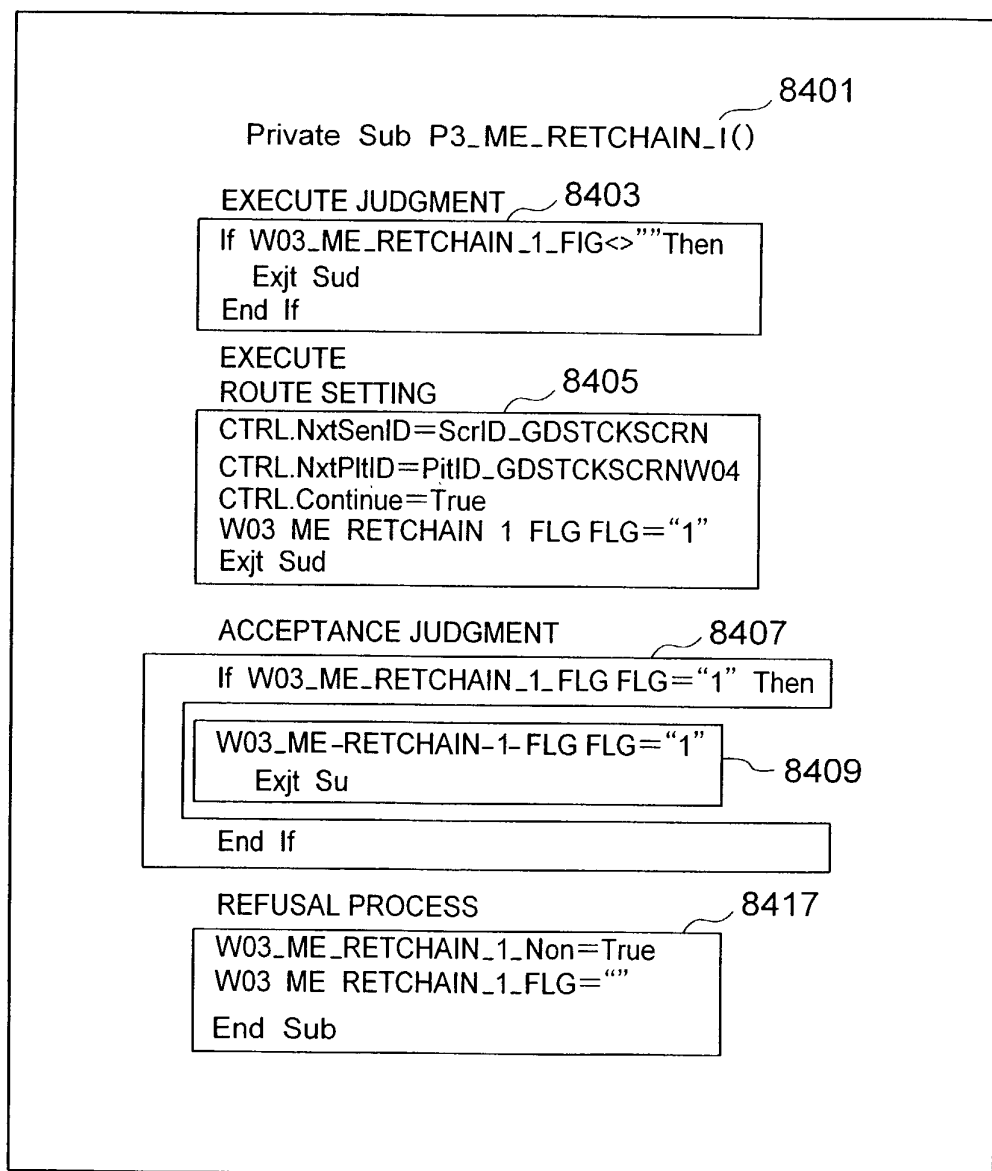 8401
Private Sub P3_ME_RETCHAIN_I()
EXECUTE JUDGMENT 8403
If W03_ME_RETCHAIN_1_FIG<>””Then
Exjt Sud
End If
EXECUTE
ROUTE SETTING 8405
CTRL.NxtSenID=ScrID_GDSTCKSCRN
CTRL.NxtPltID=PitID_GDSTCKSCRNW04
CTRL.Continue=True
W03 ME RETCHAIN 1 FLG FLG=“1”
Exjt Sud
ACCEPTANCE JUDGMENT 8407
If W03_ME_RETCHAIN_1_FLG FLG=“1” Then
W03_ME-RETCHAIN-1-FLG FLG=“1”
Exjt Su 8409
End If
REFUSAL PROCESS 8417
W03_ME_RETCHAIN_1_Non=True
W03 ME RETCHAIN_1_FLG=“”
End Sub